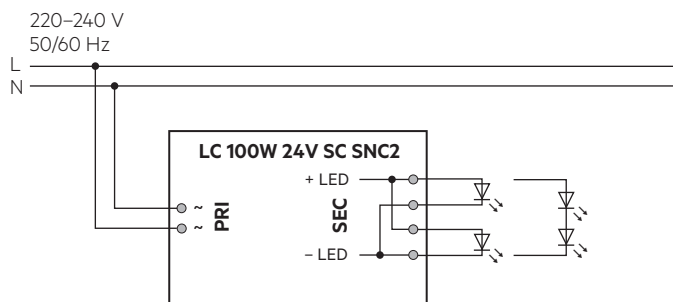 220–240 V
50/60 Hz
L
N
LC 100W 24V SC SNC2
+ LED
~
~
PRI
SEC
– LED